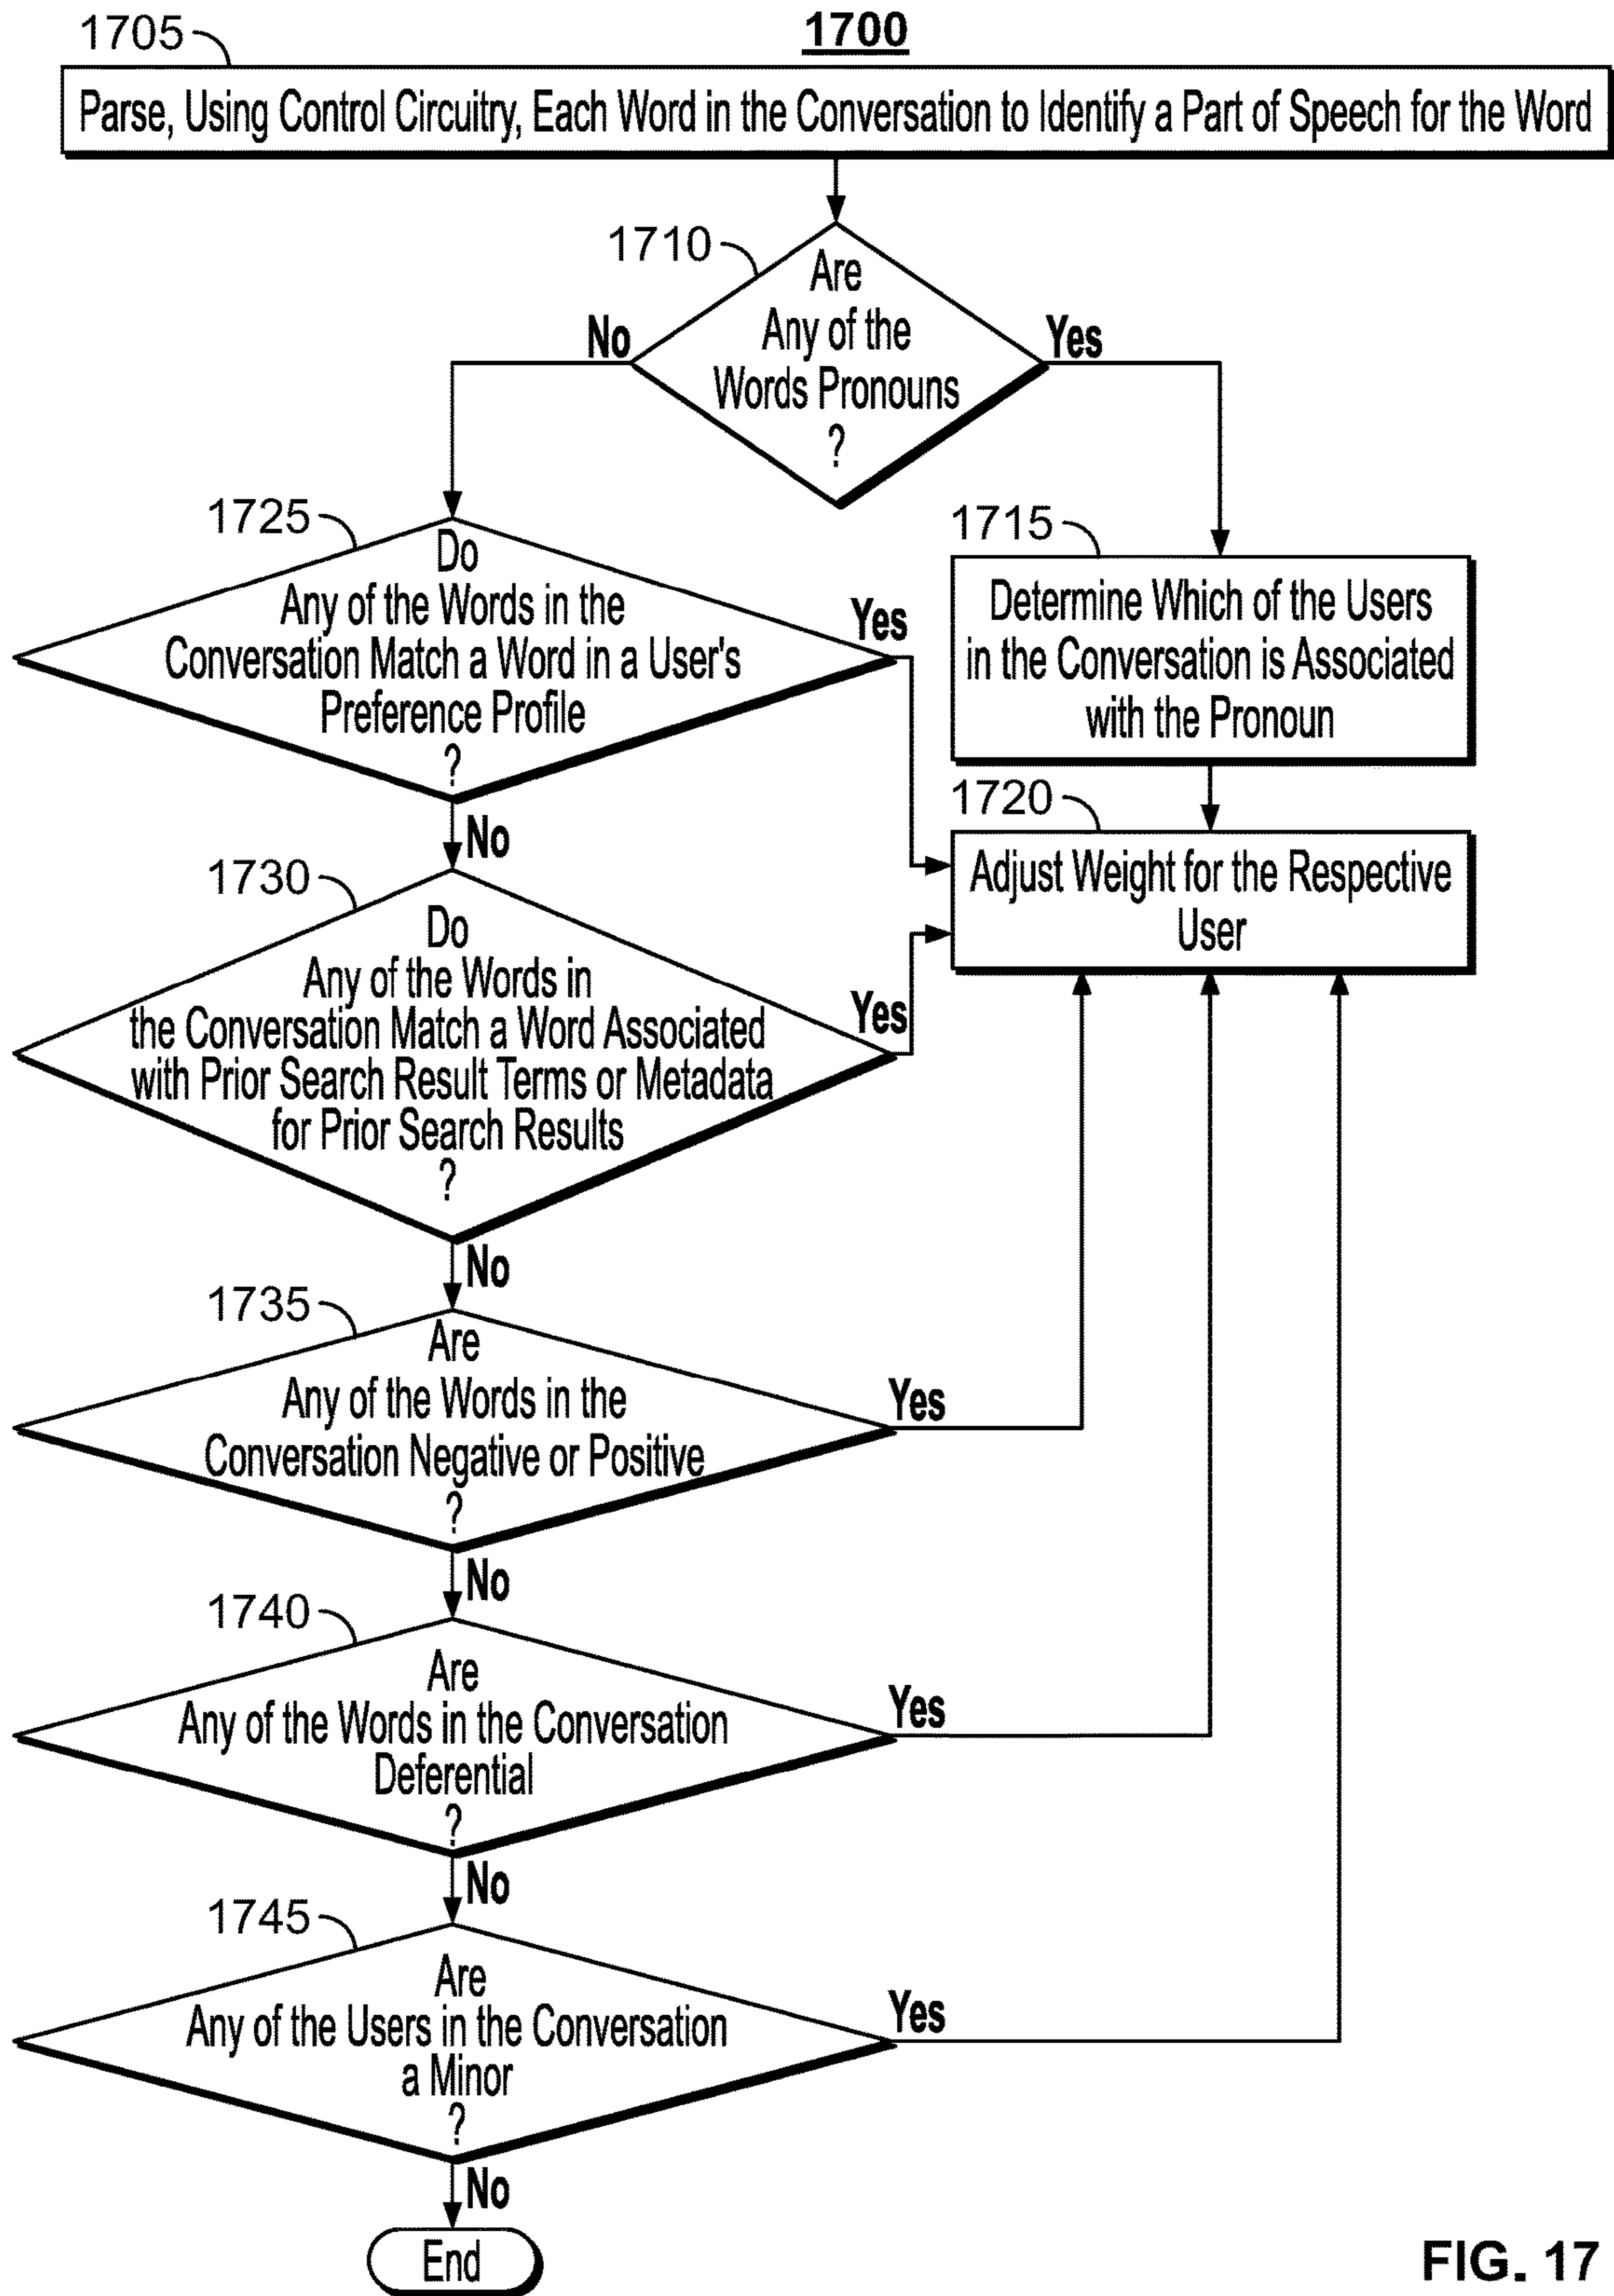 1700
1705
Parse, Using Control Circuitry, Each Word in the Conversation to Identify a Part of Speech for the Word
1710
Are
Any of the
Words Pronouns
?
No
Yes
1725
Do
Any of the Words in the
Conversation Match a Word in a User's
Preference Profile
?
Yes
No
1715
Determine Which of the Users
in the Conversation is Associated
with the Pronoun
1720
Adjust Weight for the Respective
User
1730
Do
Any of the Words in
the Conversation Match a Word Associated
with Prior Search Result Terms or Metadata
for Prior Search Results
?
Yes
No
1735
Are
Any of the Words in the
Conversation Negative or Positive
?
Yes
No
1740
Are
Any of the Words in the Conversation
Deferential
?
Yes
No
1745
Are
Any of the Users in the Conversation
a Minor
?
Yes
No
End
FIG. 17